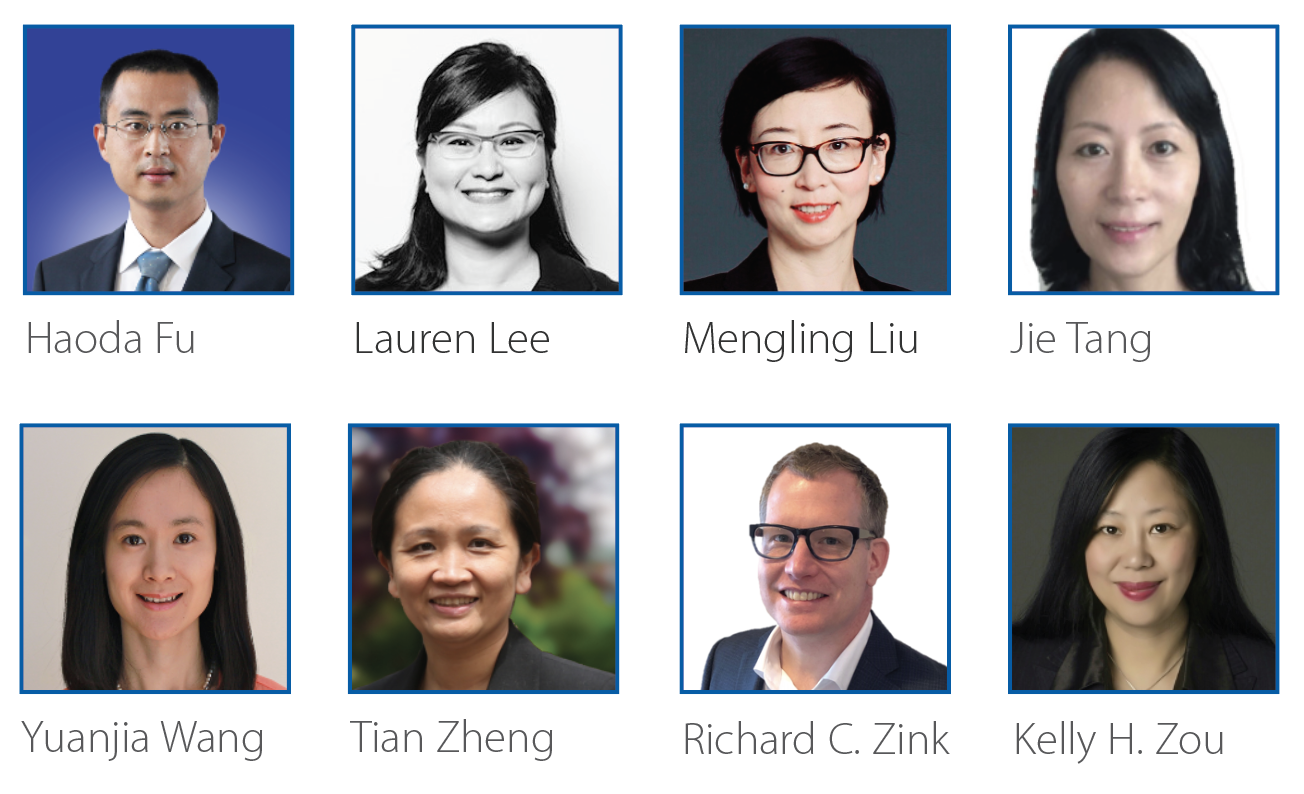 Haoda Fu
Lauren Lee
Mengling Liu
Jie Tang
Yuanjia Wang
Tian Zheng
Richard C. Zink
Kelly H. Zou